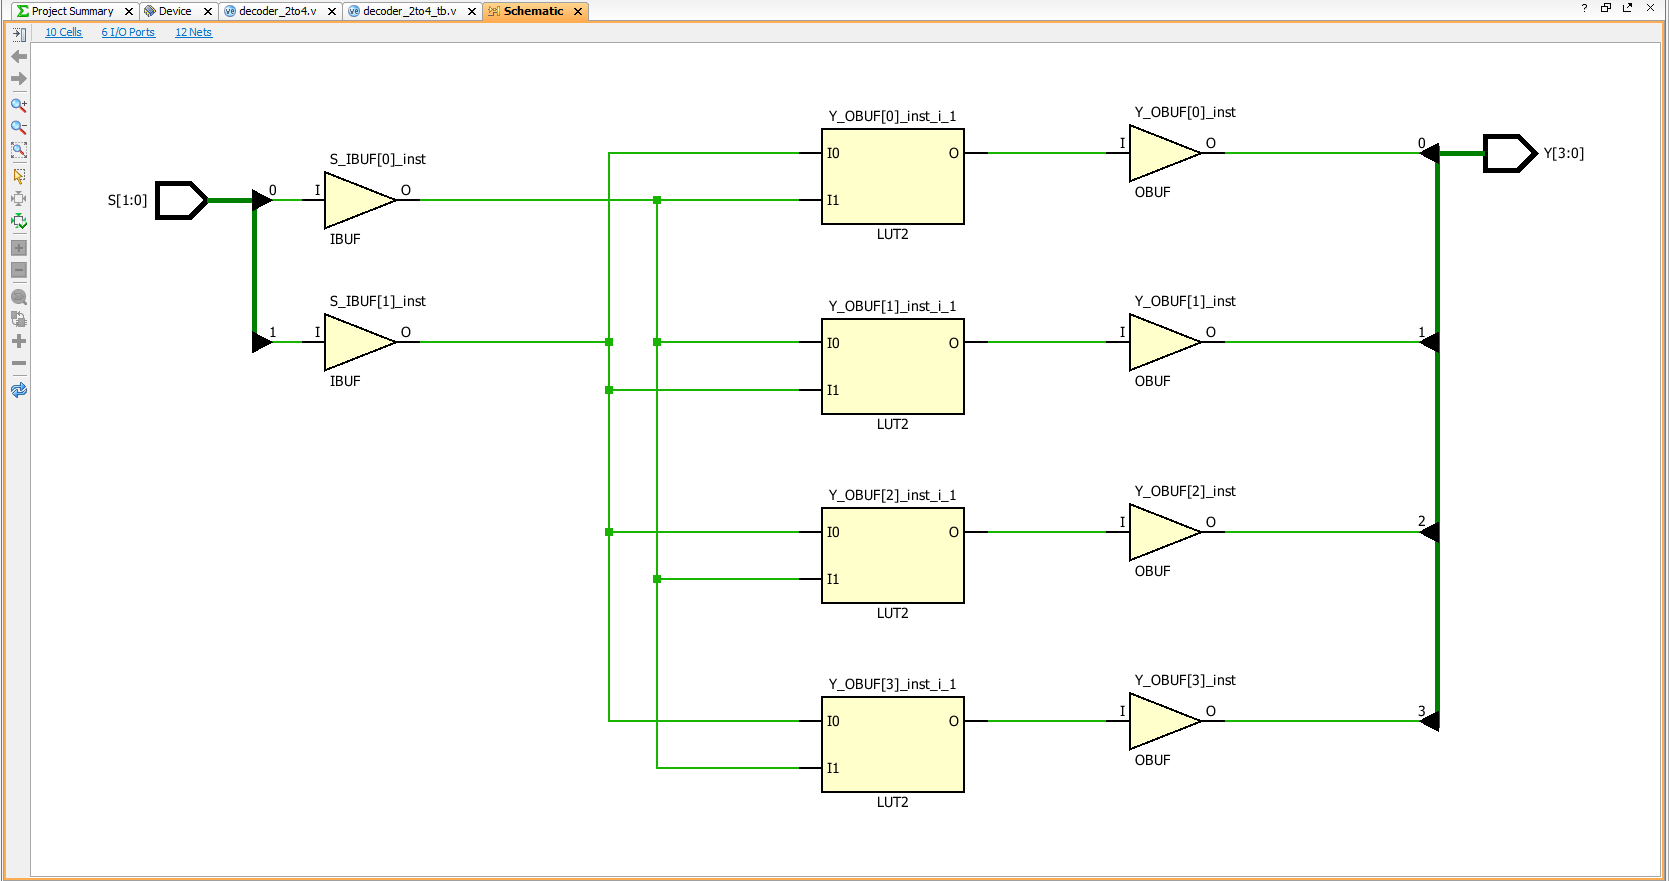 Project Summary Device decoder_2to4.v decoder_2to4_tb.v Schematic
10 Cells 6 I/O Ports 12 Nets
S[1:0]
0
1
S_IBUF[0]_inst
I O
IBUF
S_IBUF[1]_inst
I O
IBUF
Y_OBUF[0]_inst_i_1
I0 O
I1
LUT2
Y_OBUF[0]_inst
I O
OBUF
Y_OBUF[1]_inst_i_1
I0 O
I1
LUT2
Y_OBUF[1]_inst
I O
OBUF
Y_OBUF[2]_inst_i_1
I0 O
I1
LUT2
Y_OBUF[2]_inst
I O
OBUF
Y_OBUF[3]_inst_i_1
I0 O
I1
LUT2
Y_OBUF[3]_inst
I O
OBUF
0
1
2
3
Y[3:0]